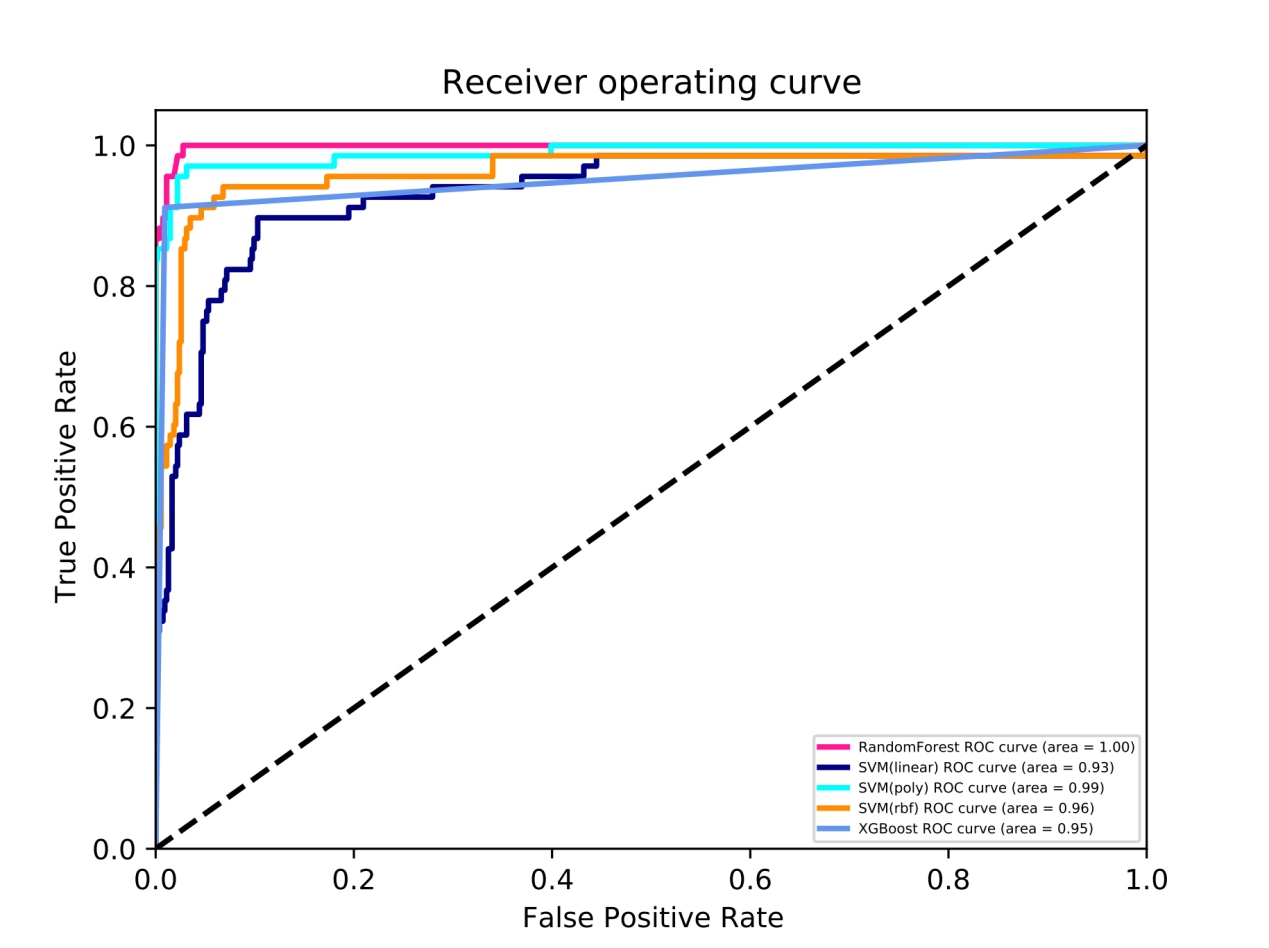 Receiver operating curve
True Positive Rate
1.0
0.8
0.6
0.4
0.2
0.0
0.0 0.2 0.4 0.6 0.8 1.0
False Positive Rate
RandomForest ROC curve (area = 1.00)
SVM(linear) ROC curve (area = 0.93)
SVM(poly) ROC curve (area = 0.99)
SVM(rbf) ROC curve (area = 0.96)
XGBoost ROC curve (area = 0.95)